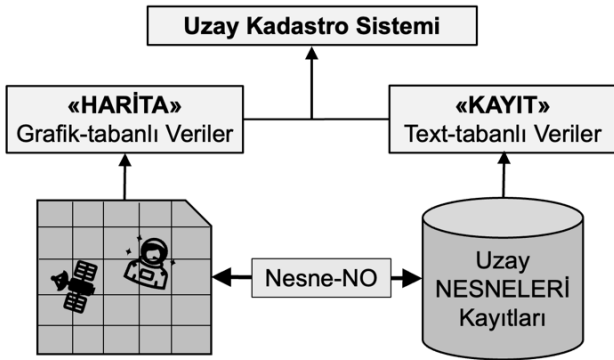 Uzay Kadastro Sistemi
«HARİTA»
Grafik-tabanlı Veriler
«KAYIT»
Text-tabanlı Veriler
Nesne-NO
Uzay
NESNELERİ
Kayıtları